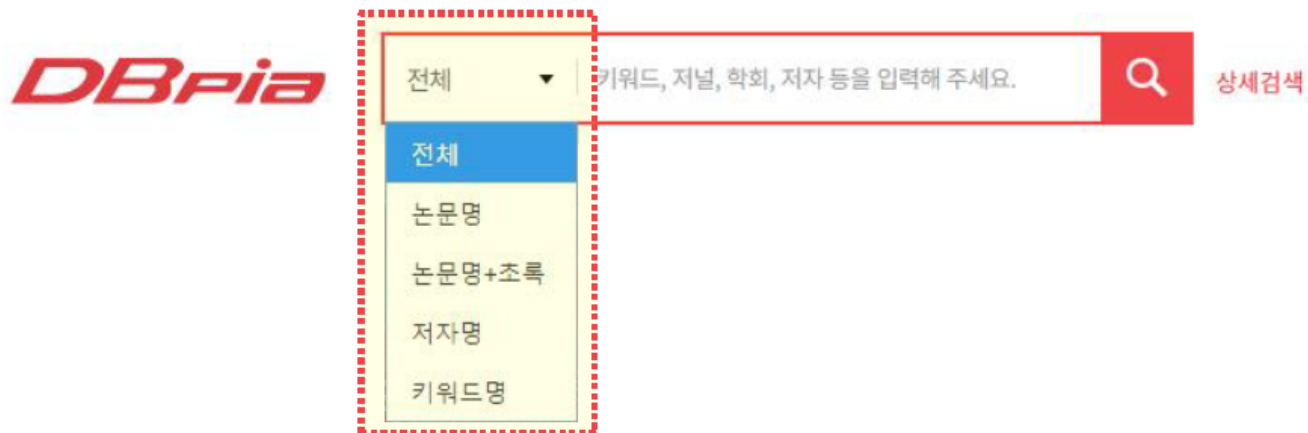 DBpia
전체 ▼ 키워드, 저널, 학회, 저자 등을 입력해 주세요. 상세검색
전체
논문명
논문명+초록
저자명
키워드명